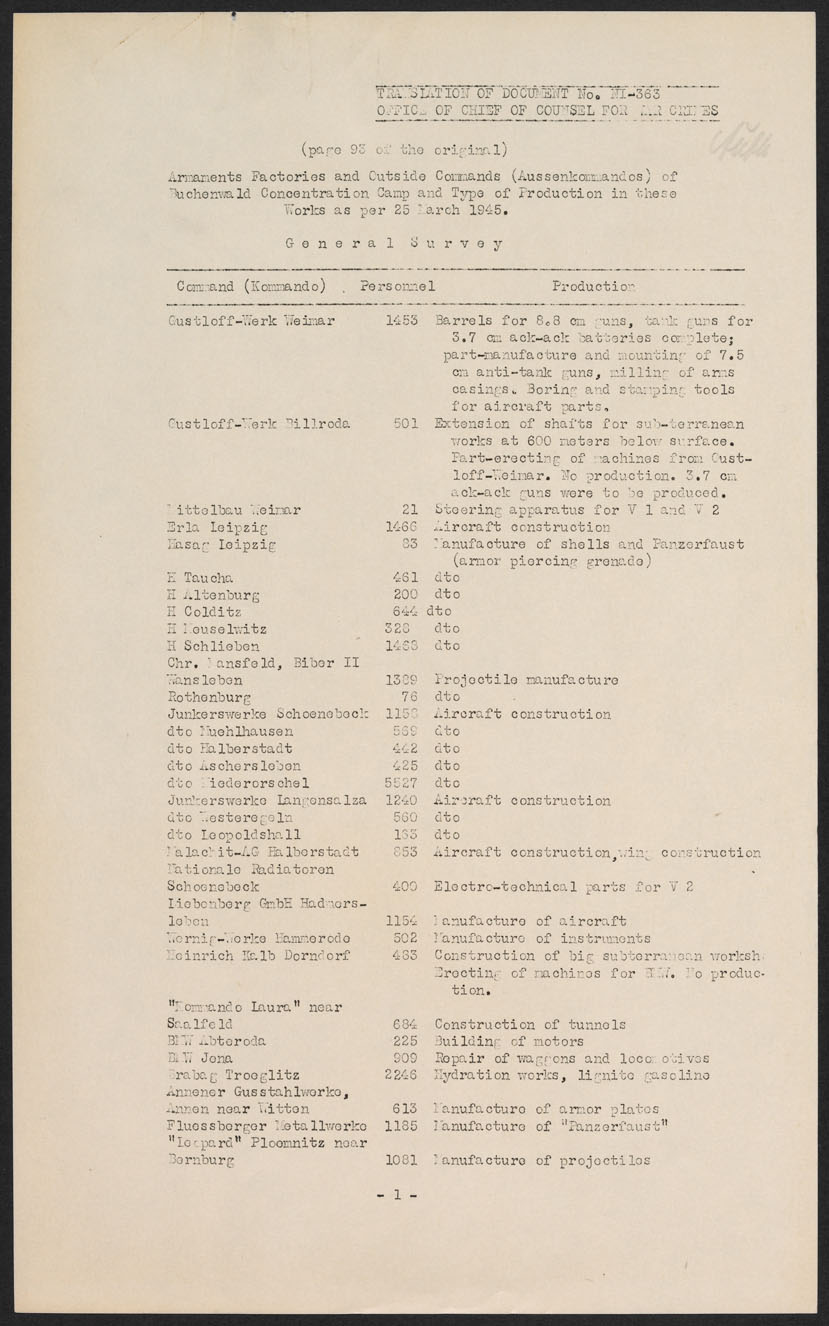 TRANSLATION OF DOCUMENT No. NI-363
OFFICE OF CHIEF OF COUNSEL FOR WAR CRIMES
(page 93 of the original)
Armaments Factories and Outside Commands (Aussenkommandos) of
Buchenwald Concentration Camp and Type of Production in these
Works as per 25 March 1945.
G e n e r a l  S u r v e y
Command (Kommando) . Personnel Production
Gustloff-Werk Weimar 1453 Barrels for 8.8 cm guns, tank guns for
3.7 cm ack-ack batteries complete;
part-manufacture and mounting of 7.5
cm anti-tank guns, milling of arms
casings. Boring and stamping tools
for aircraft parts.
Gustloff-Werk Billroda 501 Extension of shafts for sub-terranean
works at 600 meters below surface.
Part-erecting of machines from Gust-
loff-Weimar. No production. 3.7 cm
ack-ack guns were to be produced.
Mittelbau Weimar 21 Steering apparatus for V 1 and V 2
Erla Leipzig 1466 Aircraft construction
Hasag Leipzig 83 Manufacture of shells and Panzerfaust
(armor piercing grenade)
H Taucha 461 dto
H Altenburg 200 dto
H Colditz 644 dto
H Meuselwitz 328 dto
H Schlieben 1468 dto
Chr. Mansfeld, Biber II
Wansleben 1389 Projectile manufacture
Rothenburg 76 dto
Junkerswerke Schoenebeck 1158 Aircraft construction
dto Muehlhausen 569 dto
dto Halberstadt 442 dto
dto Aschersleben 425 dto
dto Niederorschel 5527 dto
Junkerswerke Langensalza 1240 Aircraft construction
dto Westeregeln 560 dto
dto Leopoldshall 133 dto
Malachit-AG Halberstadt 853 Aircraft construction,wing construction
Nationale Radiatoren
Schoenebeck 400 Electro-technical parts for V 2
Liebenberg GmbH Hadmers-
leben 1154 Manufacture of aircraft
Wernig-Werke Hammerode 502 Manufacture of instruments
Heinrich Kalb Dorndorf 463 Construction of big subterranean worksh
Erecting of machines for BMW. No produc-
tion.
"Kommando Laura" near
Saalfeld 684 Construction of tunnels
BMW Abteroda 225 Building of motors
BMW Jena 909 Repair of waggons and locomotives
Brabag Troeglitz 2246 Hydration works, lignite gasoline
Annener Gusstahlwerke,
Annen near Witten 613 Manufacture of armor plates
Fluessberger Metallwerke 1185 Manufacture of "Panzerfaust"
"Leopard" Ploemnitz near
Bernburg 1081 Manufacture of projectiles
- 1 -